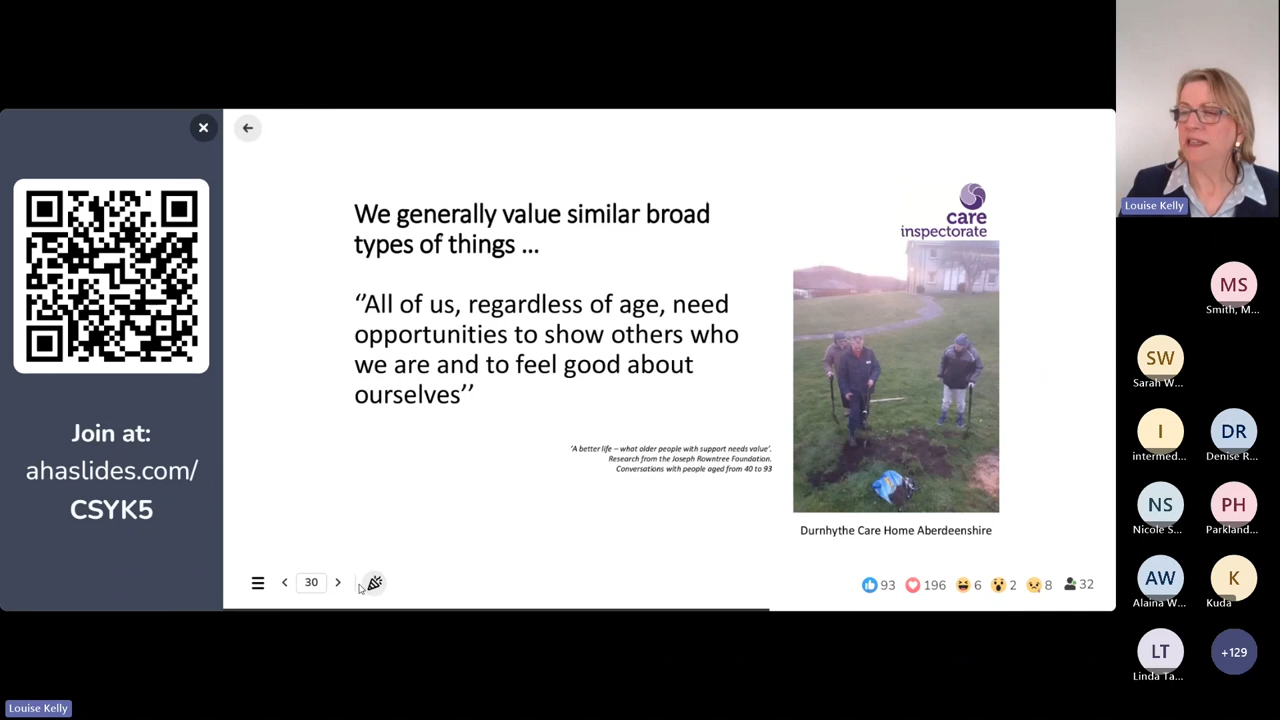 We generally value similar broad
types of things ...
‘’All of us, regardless of age, need
opportunities to show others who
we are and to feel good about
ourselves’’
‘A better life – what older people with support needs value’.
Research from the Joseph Rowntree Foundation.
Conversations with people aged from 40 to 93
care
inspectorate
Durnhythe Care Home Aberdeenshire
Join at:
ahaslides.com/
CSYK5
30
93
196
6
2
8
32
Louise Kelly
MS
Smith, M...
SW
Sarah W...
I
intermed...
DR
Denise R...
NS
Nicole S...
PH
Parkland...
AW
Alaina W...
K
Kuda
LT
Linda Ta...
+129
Louise Kelly